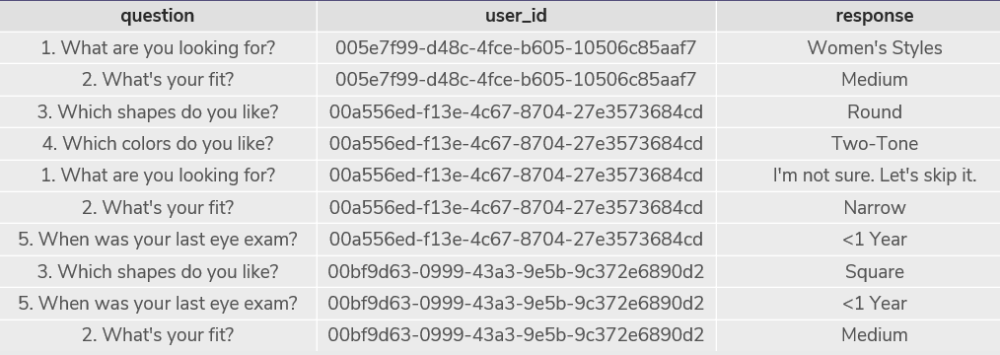 question user_id response
1. What are you looking for? 005e7f99-d48c-4fce-b605-10506c85aaf7 Women's Styles
2. What's your fit? 005e7f99-d48c-4fce-b605-10506c85aaf7 Medium
3. Which shapes do you like? 00a556ed-f13e-4c67-8704-27e3573684cd Round
4. Which colors do you like? 00a556ed-f13e-4c67-8704-27e3573684cd Two-Tone
1. What are you looking for? 00a556ed-f13e-4c67-8704-27e3573684cd I'm not sure. Let's skip it.
2. What's your fit? 00a556ed-f13e-4c67-8704-27e3573684cd Narrow
5. When was your last eye exam? 00a556ed-f13e-4c67-8704-27e3573684cd <1 Year
3. Which shapes do you like? 00bf9d63-0999-43a3-9e5b-9c372e6890d2 Square
5. When was your last eye exam? 00bf9d63-0999-43a3-9e5b-9c372e6890d2 <1 Year
2. What's your fit? 00bf9d63-0999-43a3-9e5b-9c372e6890d2 Medium